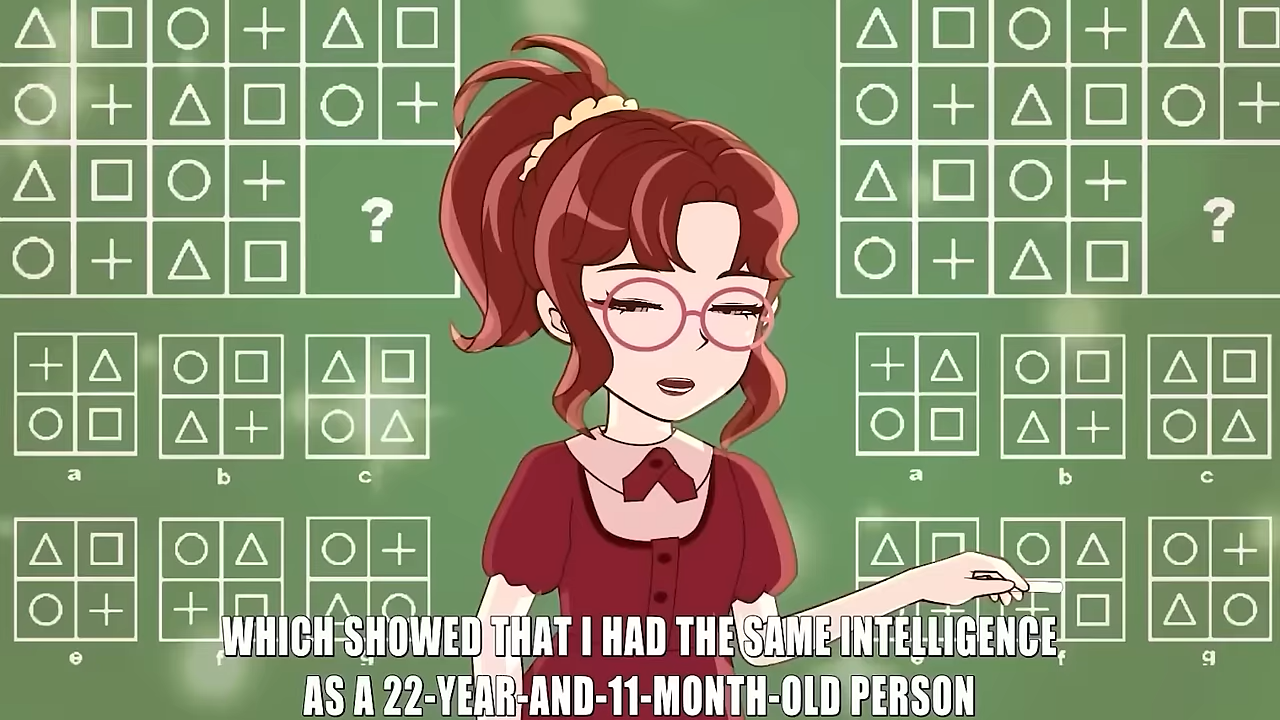 ?
?
a b c
a b c
e f g
e f g
WHICH SHOWED THAT I HAD THE SAME INTELLIGENCE
AS A 22-YEAR-AND-11-MONTH-OLD PERSON